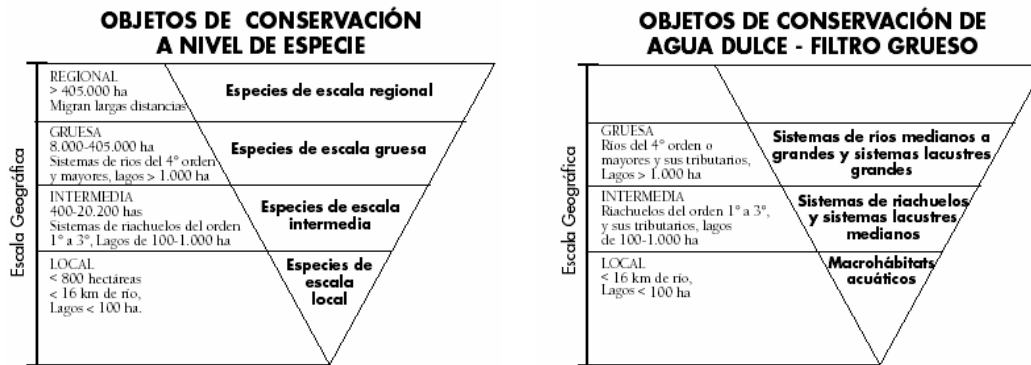 OBJETOS DE CONSERVACIÓN
A NIVEL DE ESPECIE
Escala Geográfica
REGIONAL
> 405.000 ha
Migran largas distancias
Especies de escala regional
GRUESA
8.000-405.000 ha
Sistemas de rios del 4° orden
y mayores, lagos > 1.000 ha
Especies de escala gruesa
INTERMEDIA
400-20.200 has
Sistemas de riachuelos del orden
1° a 3°, Lagos de 100-1.000 ha
Especies de escala
intermedia
LOCAL
< 800 hectáreas
< 16 km de río,
Lagos < 100 ha.
Especies de
escala
local
OBJETOS DE CONSERVACIÓN DE
AGUA DULCE - FILTRO GRUESO
Escala Geográfica
GRUESA
Ríos del 4° orden o
mayores y sus tributarios,
Lagos > 1.000 ha
Sistemas de ríos medianos a
grandes y sistemas lacustres
grandes
INTERMEDIA
Riachuelos del orden 1° a 3°,
y sus tributarios, lagos
de 100-1.000 ha
Sistemas de riachuelos
y sistemas lacustres
medianos
LOCAL
< 16 km de río,
Lagos < 100 ha
Macrohábitats
acuáticos